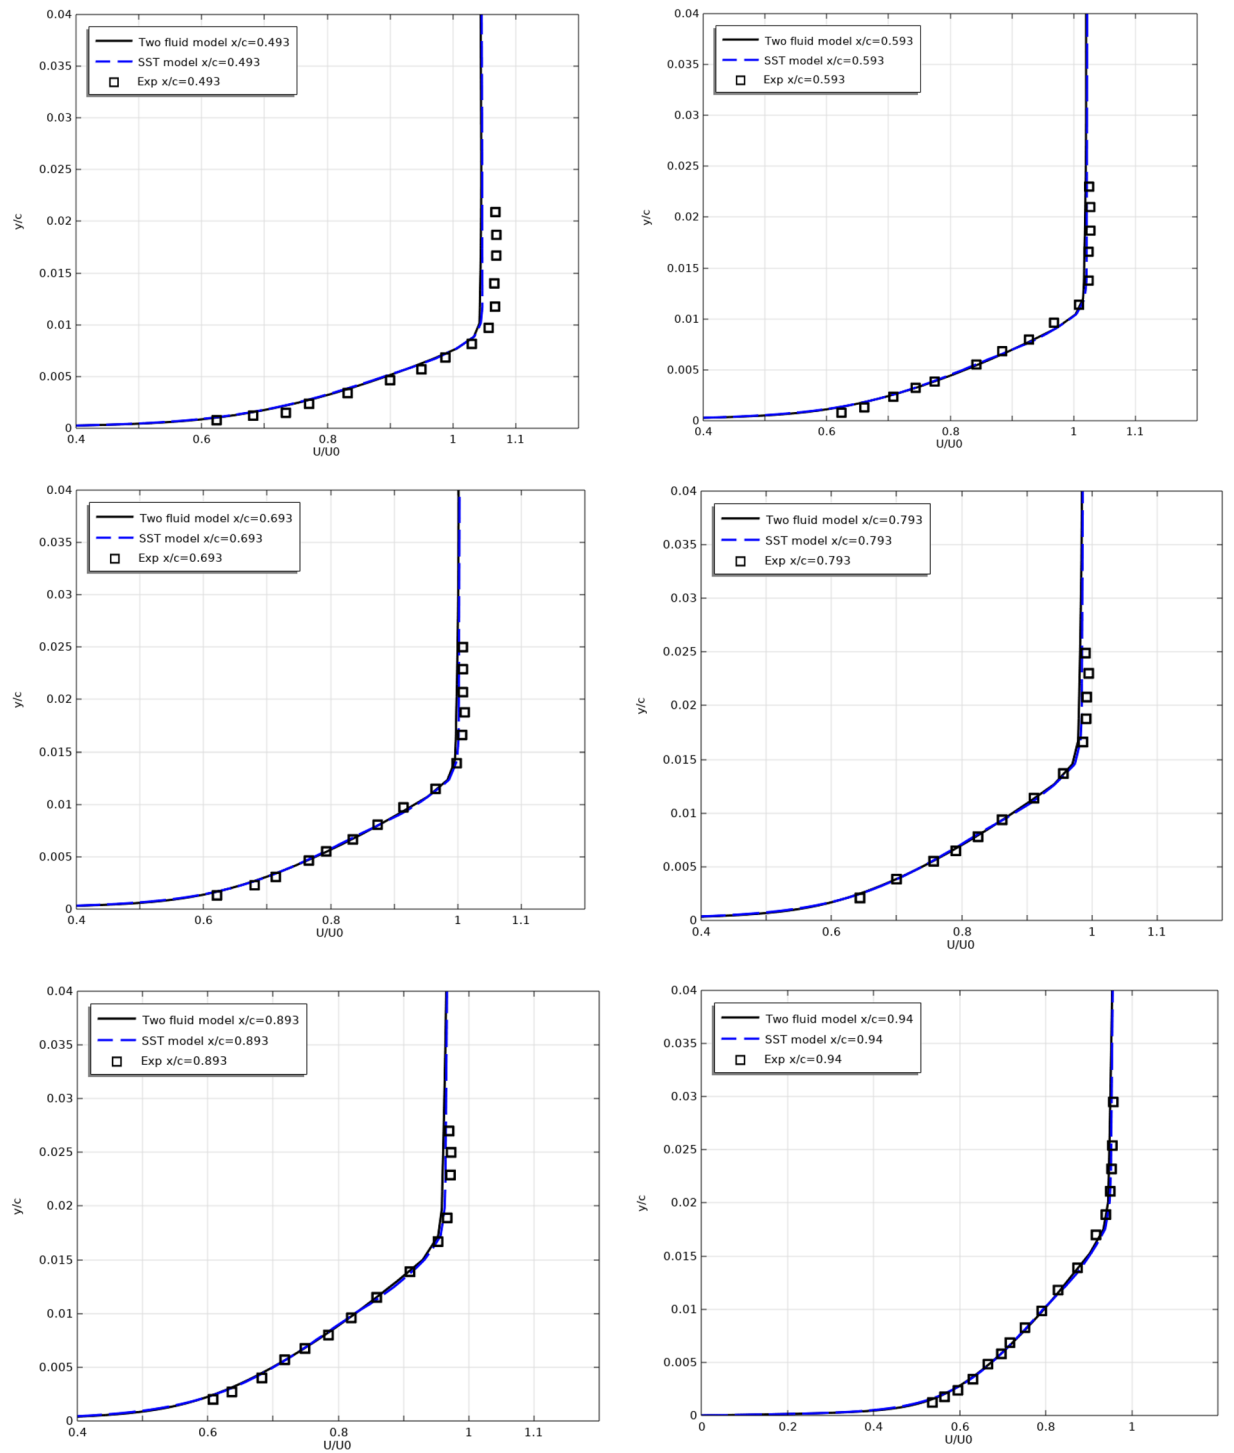 0.04
0.035
0.03
0.025
0.02
0.015
0.01
0.005
0
y/c
Two fluid model x/c=0.493
SST model x/c=0.493
Exp x/c=0.493
0.4 0.6 0.8 1 1.1
U/U0
0.04
0.035
0.03
0.025
0.02
0.015
0.01
0.005
0
y/c
Two fluid model x/c=0.593
SST model x/c=0.593
Exp x/c=0.593
0.4 0.6 0.8 1 1.1
U/U0
0.04
0.035
0.03
0.025
0.02
0.015
0.01
0.005
0
y/c
Two fluid model x/c=0.693
SST model x/c=0.693
Exp x/c=0.693
0.4 0.6 0.8 1 1.1
U/U0
0.04
0.035
0.03
0.025
0.02
0.015
0.01
0.005
0
y/c
Two fluid model x/c=0.793
SST model x/c=0.793
Exp x/c=0.793
0.4 0.6 0.8 1 1.1
U/U0
0.04
0.035
0.03
0.025
0.02
0.015
0.01
0.005
0
y/c
Two fluid model x/c=0.893
SST model x/c=0.893
Exp x/c=0.893
0.4 0.6 0.8 1 1.1
U/U0
0.04
0.035
0.03
0.025
0.02
0.015
0.01
0.005
0
y/c
Two fluid model x/c=0.94
SST model x/c=0.94
Exp x/c=0.94
0 0.2 0.4 0.6 0.8 1
U/U0